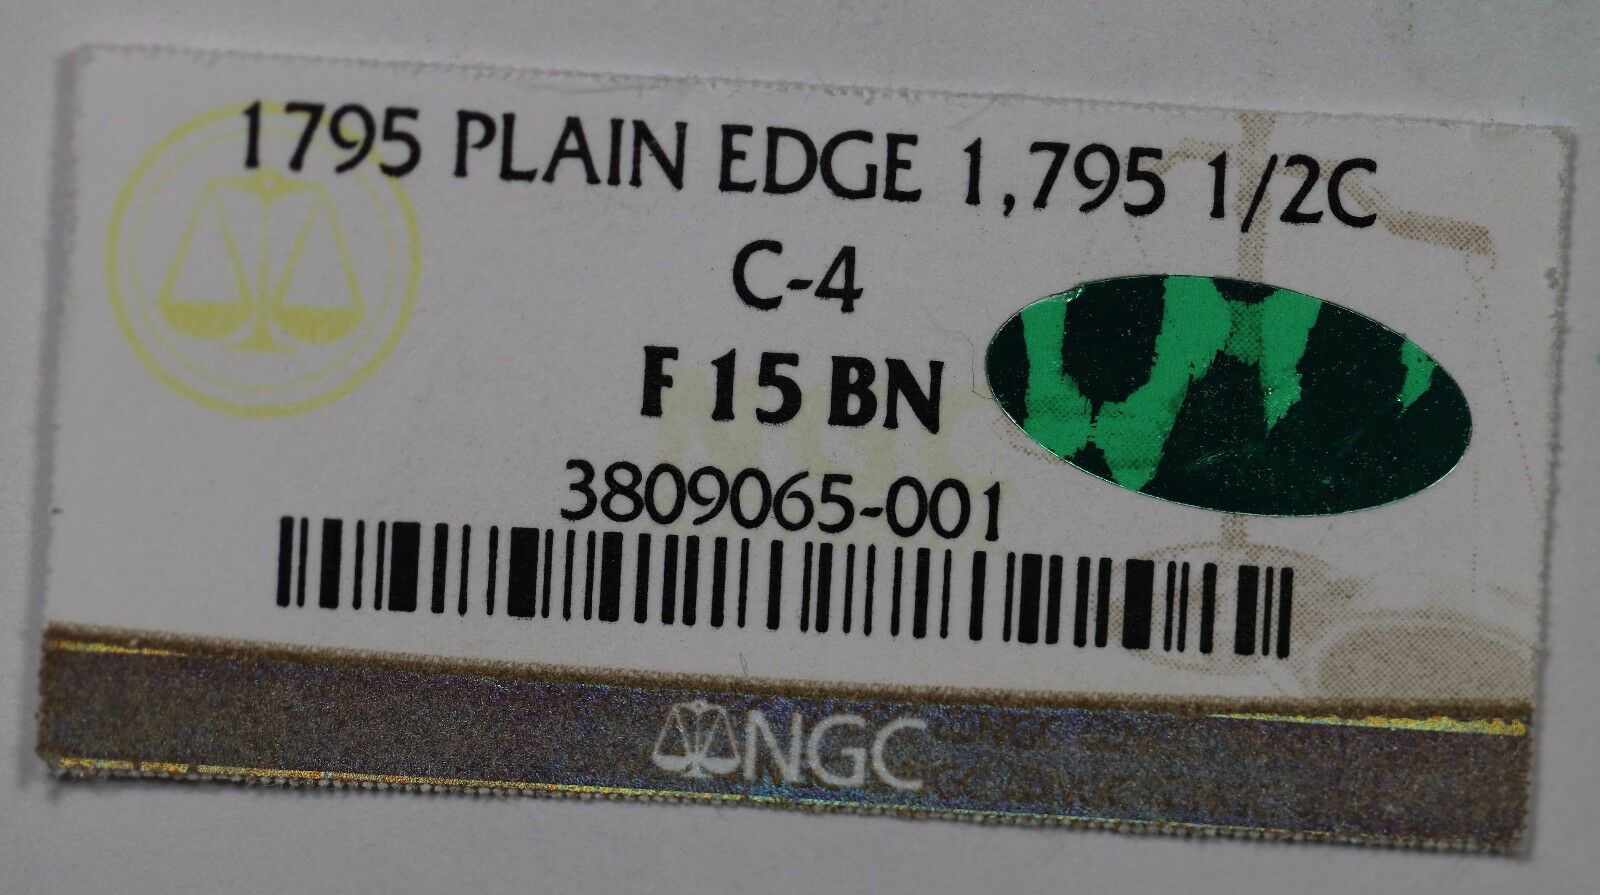 1795 PLAIN EDGE 1,795 1/2C
C-4
F 15 BN
3809065-001
NGC